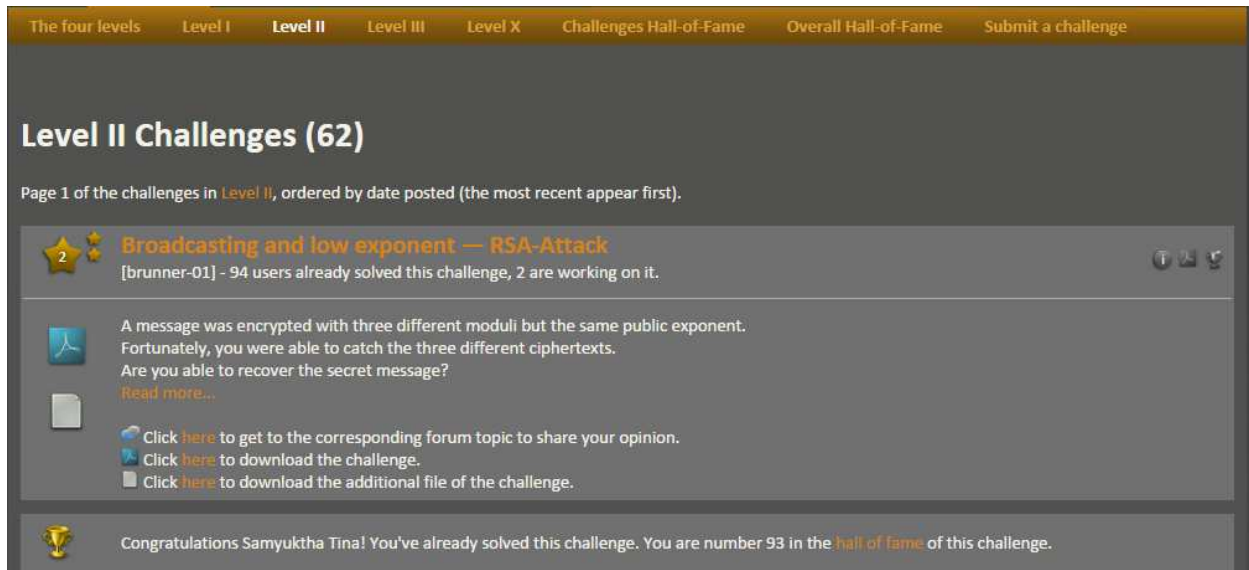 The four levels Level I Level II Level III Level X Challenges Hall-of-Fame Overall Hall-of-Fame Submit a challenge
Level II Challenges (62)
Page 1 of the challenges in Level II, ordered by date posted (the most recent appear first).
2
Broadcasting and low exponent — RSA-Attack
[brunner-01] - 94 users already solved this challenge, 2 are working on it.
A message was encrypted with three different moduli but the same public exponent.
Fortunately, you were able to catch the three different ciphertexts.
Are you able to recover the secret message?
Read more...
Click here to get to the corresponding forum topic to share your opinion.
Click here to download the challenge.
Click here to download the additional file of the challenge.
Congratulations Samyuktha Tina! You've already solved this challenge. You are number 93 in the hall of fame of this challenge.